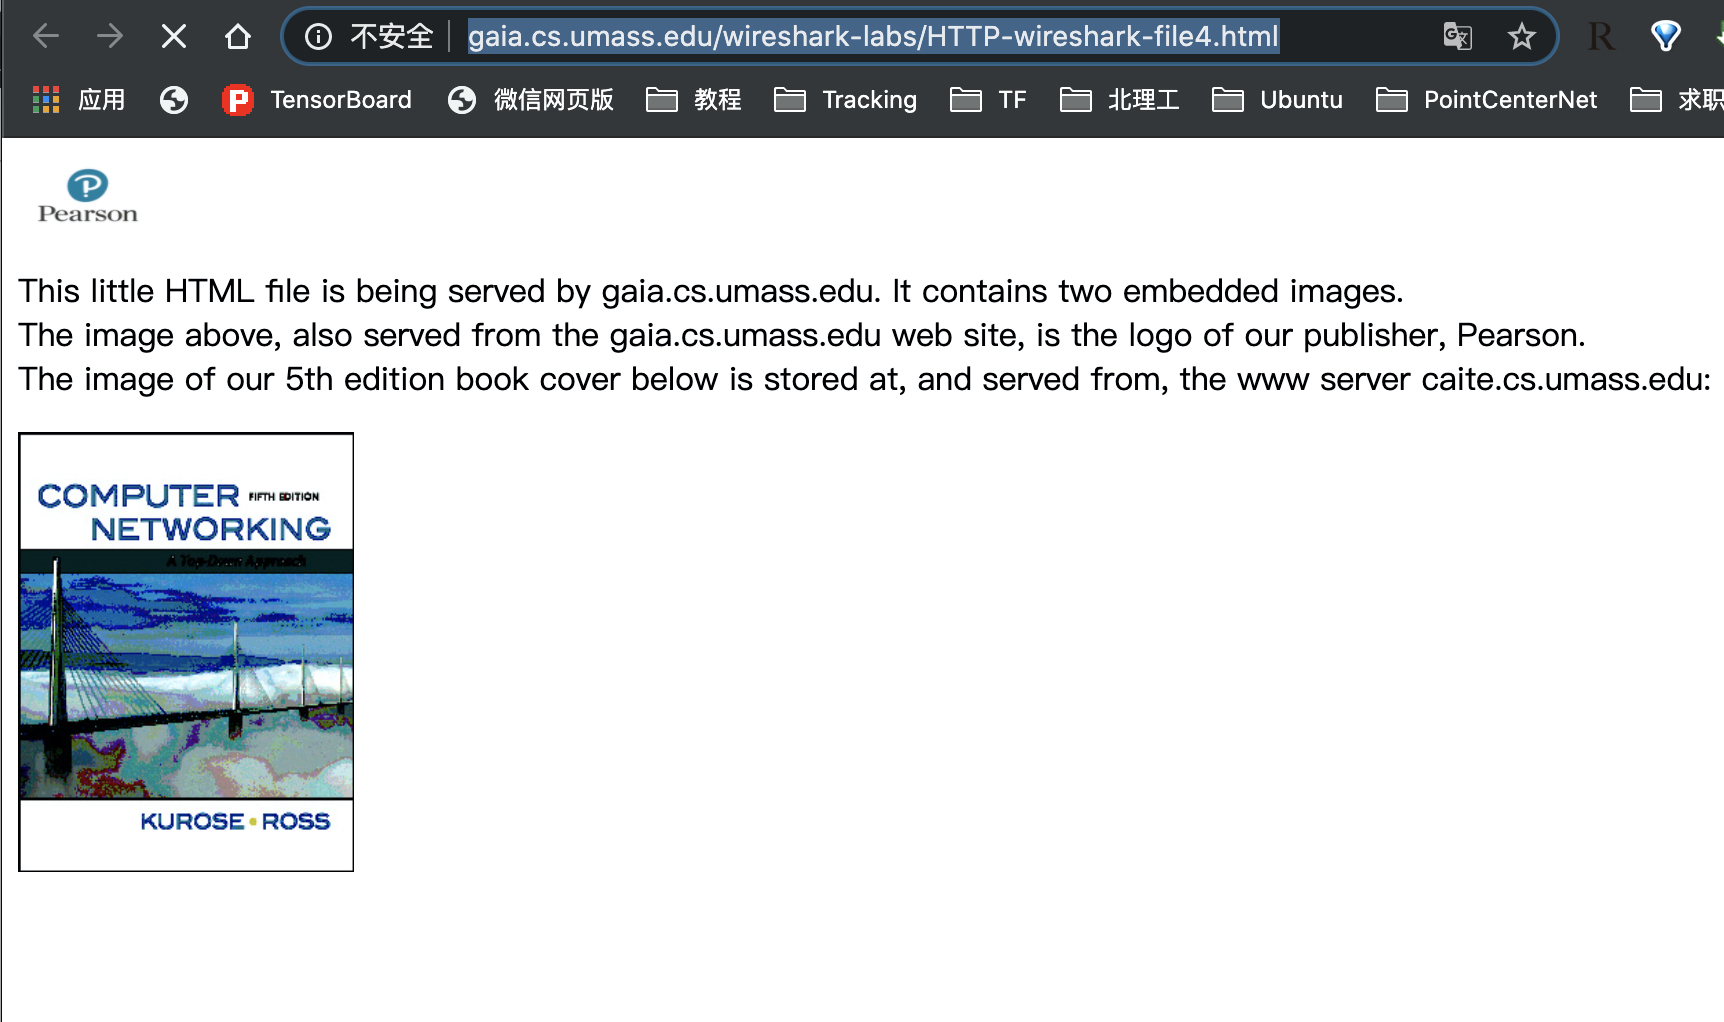 不安全 gaia.cs.umass.edu/wireshark-labs/HTTP-wireshark-file4.html R
应用 P TensorBoard 微信网页版 教程 Tracking TF 北理工 Ubuntu PointCenterNet 求职
P
Pearson
This little HTML file is being served by gaia.cs.umass.edu. It contains two embedded images.
The image above, also served from the gaia.cs.umass.edu web site, is the logo of our publisher, Pearson.
The image of our 5th edition book cover below is stored at, and served from, the www server caite.cs.umass.edu:
COMPUTER FIFTH EDITION
NETWORKING
A Top-Down Approach
KUROSE • ROSS